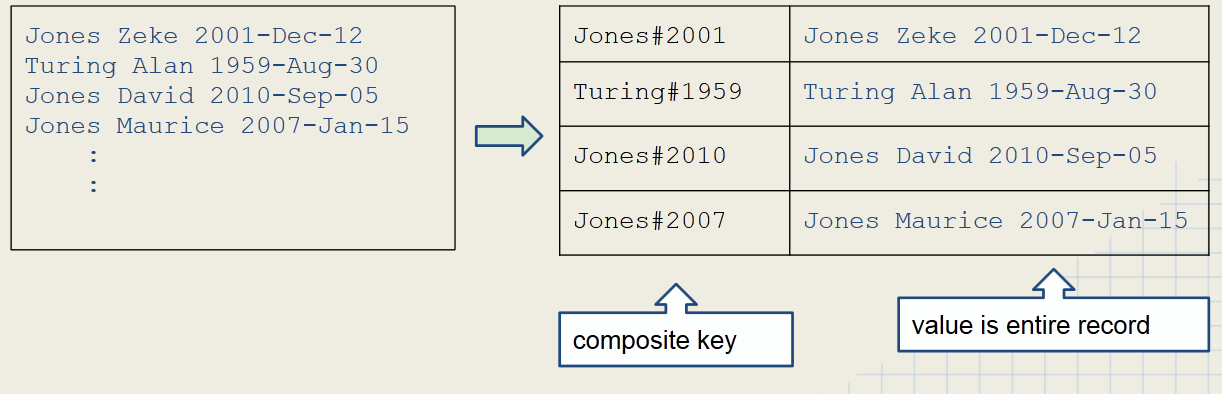 Jones Zeke 2001-Dec-12
Turing Alan 1959-Aug-30
Jones David 2010-Sep-05
Jones Maurice 2007-Jan-15
:
:
Jones#2001 Jones Zeke 2001-Dec-12
Turing#1959 Turing Alan 1959-Aug-30
Jones#2010 Jones David 2010-Sep-05
Jones#2007 Jones Maurice 2007-Jan-15
composite key
value is entire record